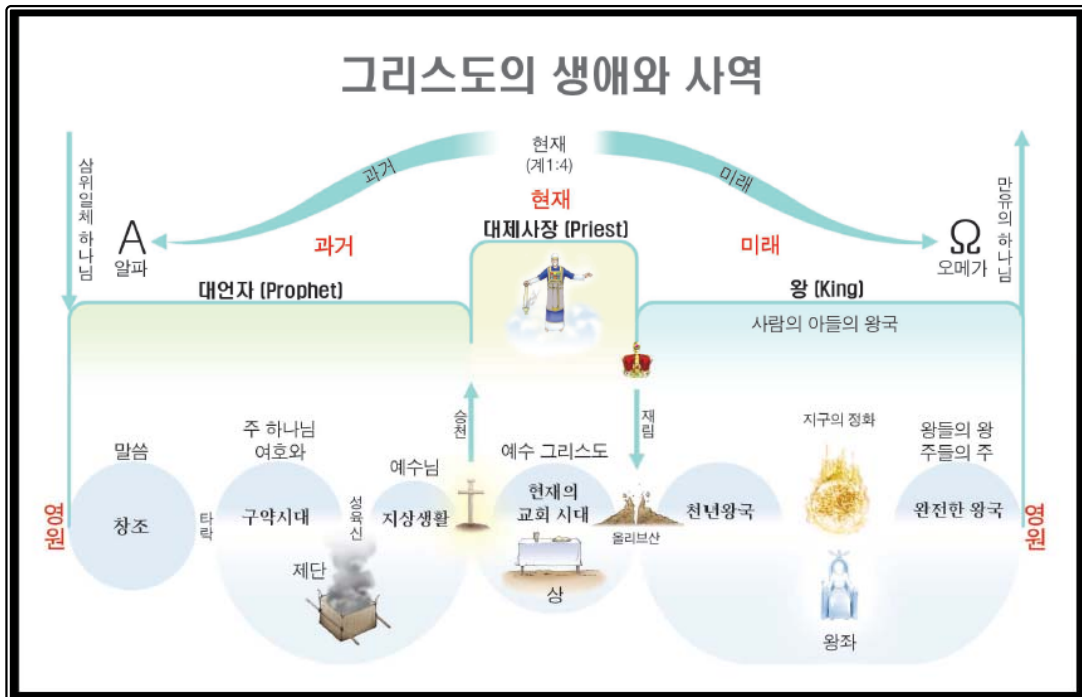 그리스도의 생애와 사역
현재
(계1:4)
과거
미래
현재
삼위일체 하나님
만유의 하나님
A
알파
과거
대제사장 (Priest)
미래
Ω
오메가
대언자 (Prophet)
왕 (King)
사람의 아들의 왕국
승천
재림
지구의 정화
말씀
주 하나님
여호와
예수님
예수 그리스도
왕들의 왕
주들의 주
영원
창조
타락
구약시대
성육신
지상생활
현재의
교회 시대
올리브산
천년왕국
완전한 왕국
영원
제단
상
왕좌